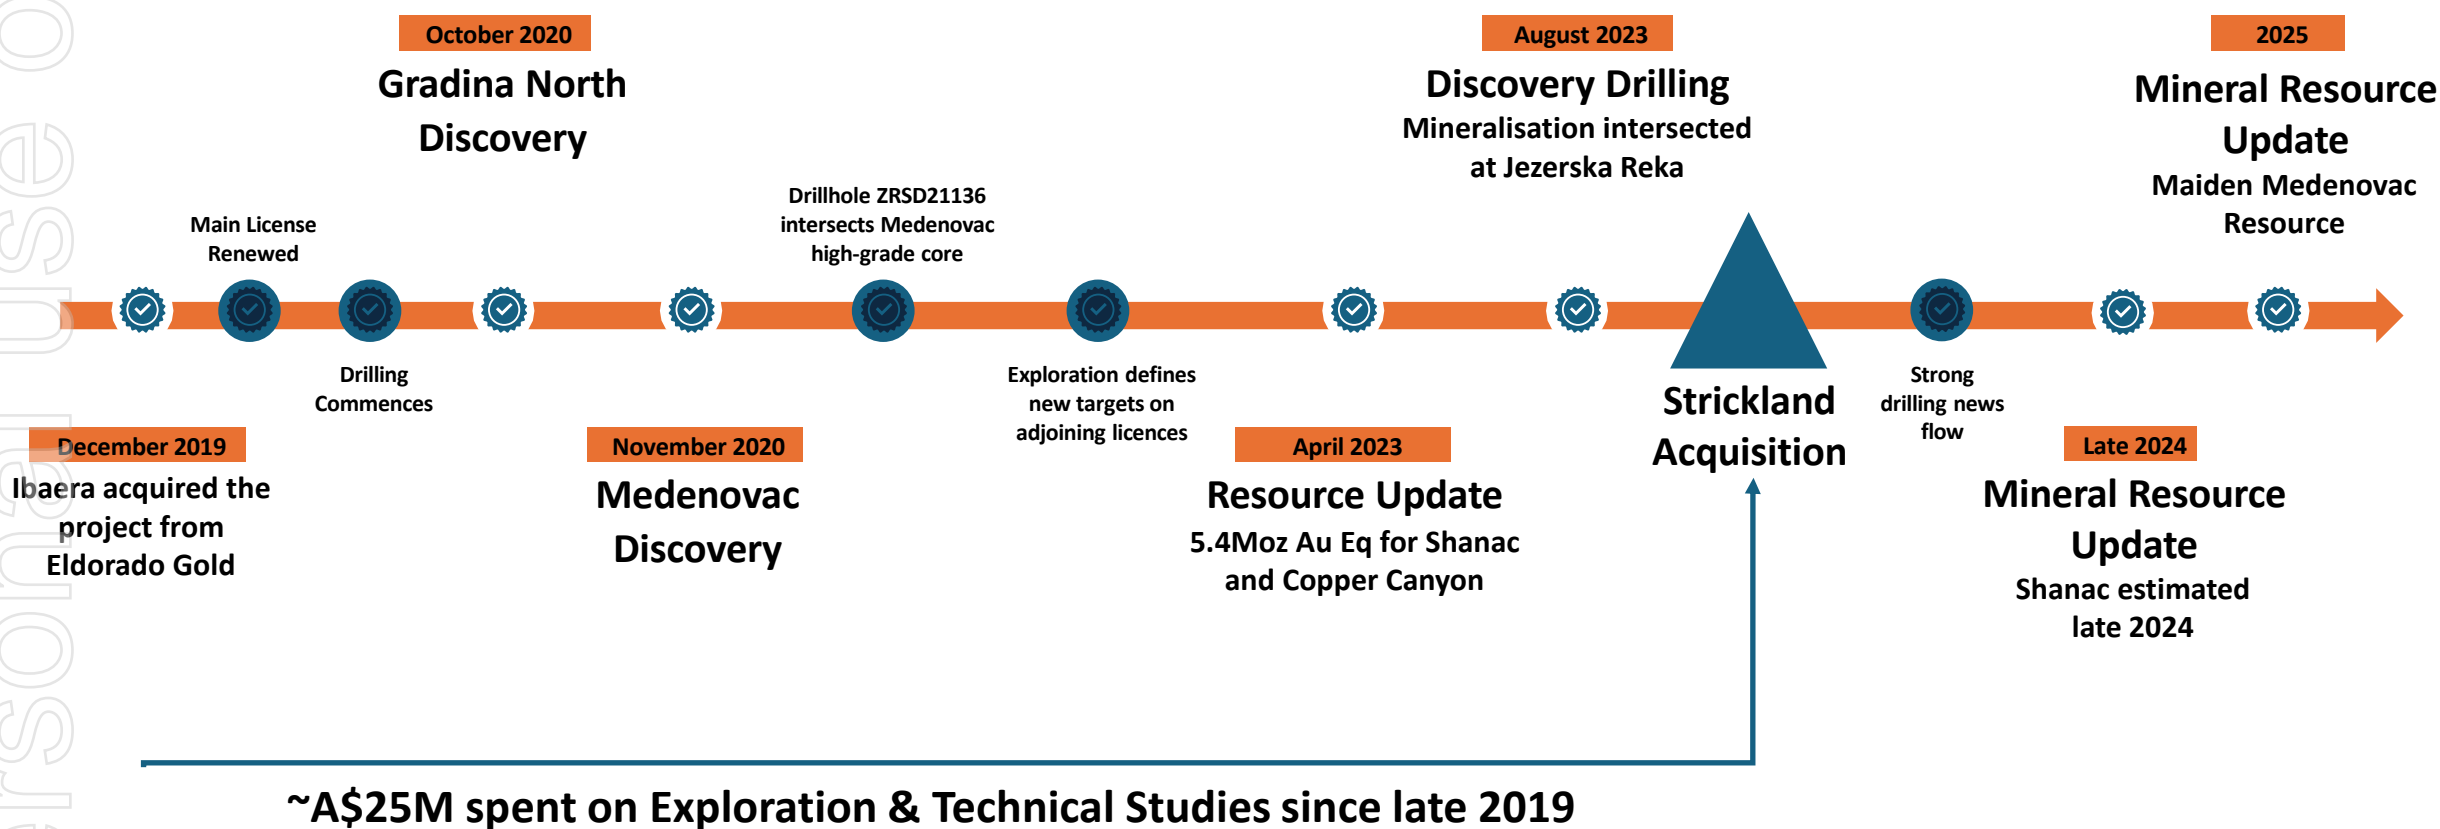 October 2020
Gradina North
Discovery
August 2023
Discovery Drilling
Mineralisation intersected
at Jezerska Reka
2025
Mineral Resource
Update
Maiden Medenovac
Resource
Main License
Renewed
Drillhole ZRSD21136
intersects Medenovac
high-grade core
Drilling
Commences
Exploration defines
new targets on
adjoining licences
Strickland
Acquisition
Strong
drilling news
flow
December 2019
Ibaera acquired the
project from
Eldorado Gold
November 2020
Medenovac
Discovery
April 2023
Resource Update
5.4Moz Au Eq for Shanac
and Copper Canyon
Late 2024
Mineral Resource
Update
Shanac estimated
late 2024
~A$25M spent on Exploration & Technical Studies since late 2019
ersonal use o